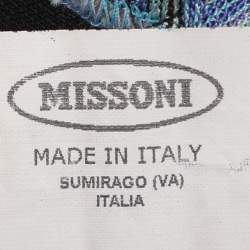 MISSONI
MADE IN ITALY
SUMIRAGO (VA)
ITALIA